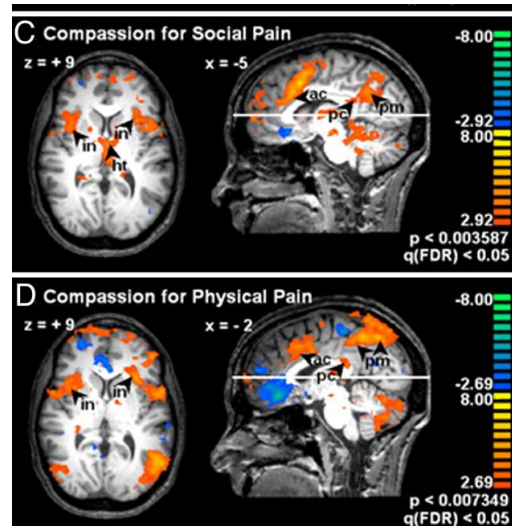 C Compassion for Social Pain
z = + 9
x = -5
in
in
ht
ac
pc
pm
-8.00
-2.92
8.00
2.92
p < 0.003587
q(FDR) < 0.05
D Compassion for Physical Pain
z = + 9
x = - 2
in
in
ac
pc
pm
-8.00
-2.69
8.00
2.69
p < 0.007349
q(FDR) < 0.05